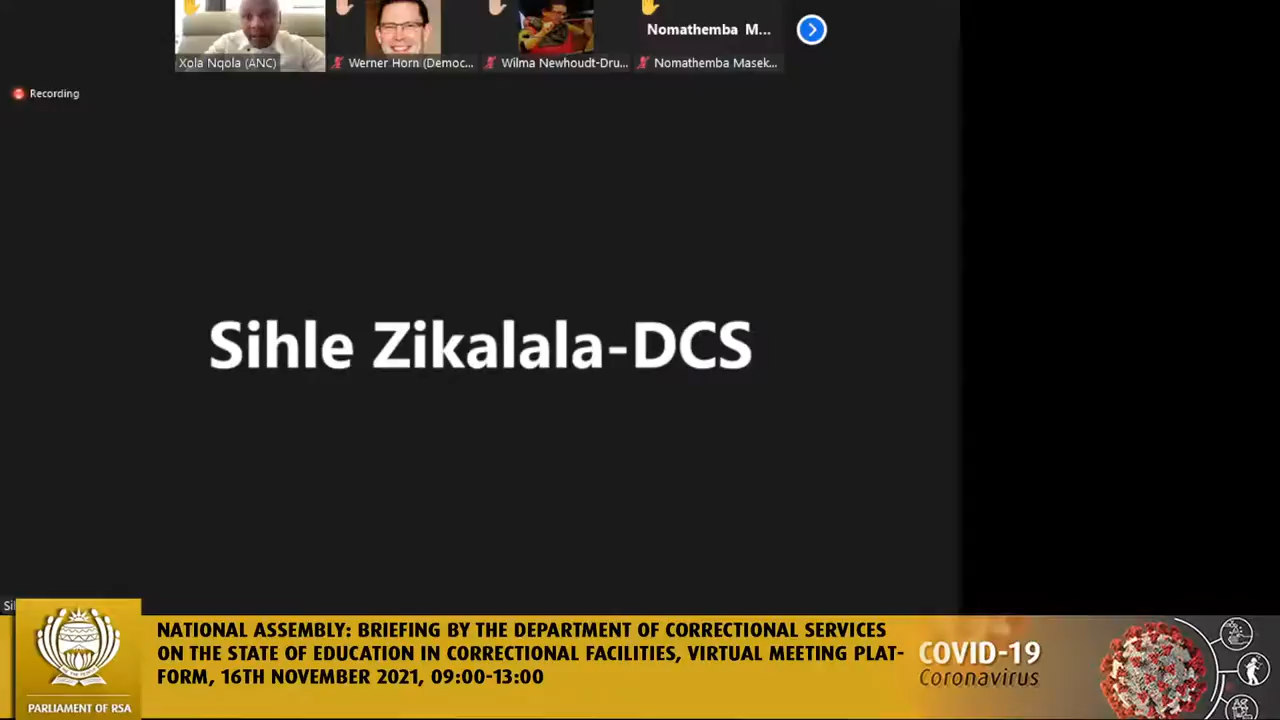 Nomathemba M...
Xola Nqola (ANC)
Werner Horn (Democ...
Wilma Newhoudt-Dru...
Nomathemba Masek...
Recording
Sihle Zikalala-DCS
NATIONAL ASSEMBLY: BRIEFING BY THE DEPARTMENT OF CORRECTIONAL SERVICES
ON THE STATE OF EDUCATION IN CORRECTIONAL FACILITIES, VIRTUAL MEETING PLAT-
FORM, 16TH NOVEMBER 2021, 09:00-13:00
PARLIAMENT OF RSA
COVID-19
Coronavirus